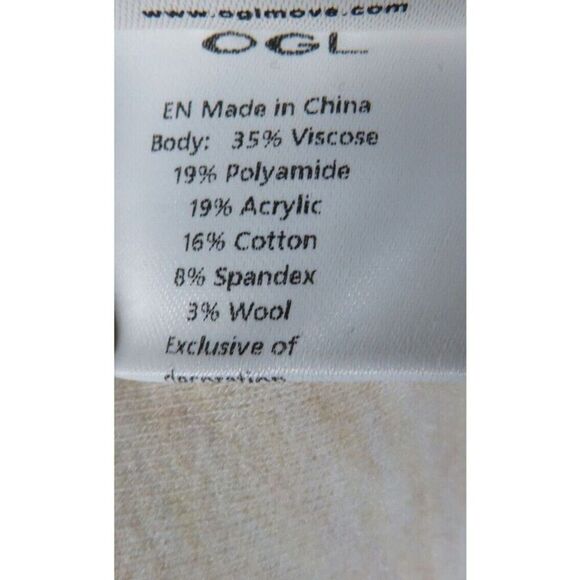 www.oglmove.com
OGL
EN Made in China
Body: 35% Viscose
19% Polyamide
19% Acrylic
16% Cotton
8% Spandex
3% Wool
Exclusive of
decoration